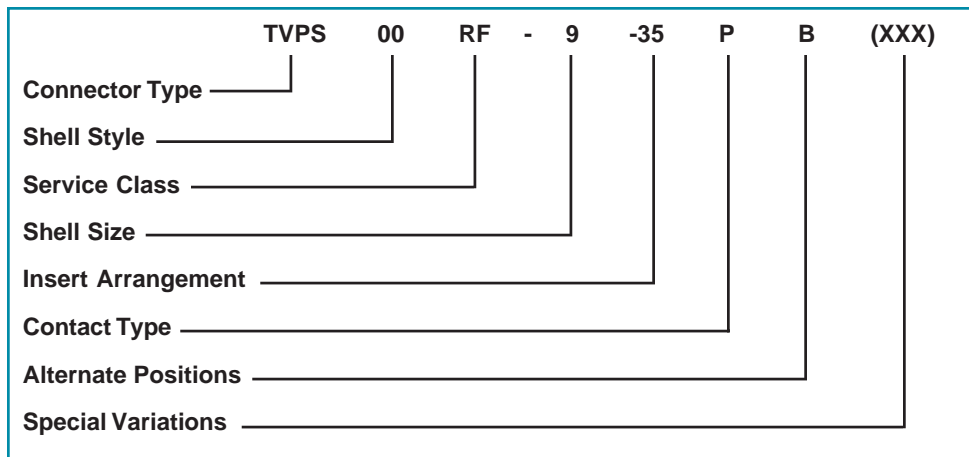 TVPS 00 RF - 9 -35 P B (XXX)
Connector Type
Shell Style
Service Class
Shell Size
Insert Arrangement
Contact Type
Alternate Positions
Special Variations